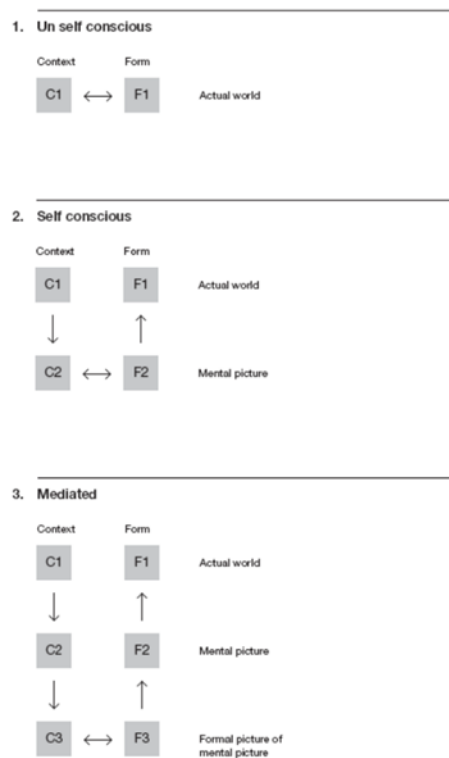 1. Un self conscious
Context Form
C1 F1 Actual world
2. Self conscious
Context Form
C1 F1 Actual world
C2 F2 Mental picture
3. Mediated
Context Form
C1 F1 Actual world
C2 F2 Mental picture
C3 F3 Formal picture of
mental picture